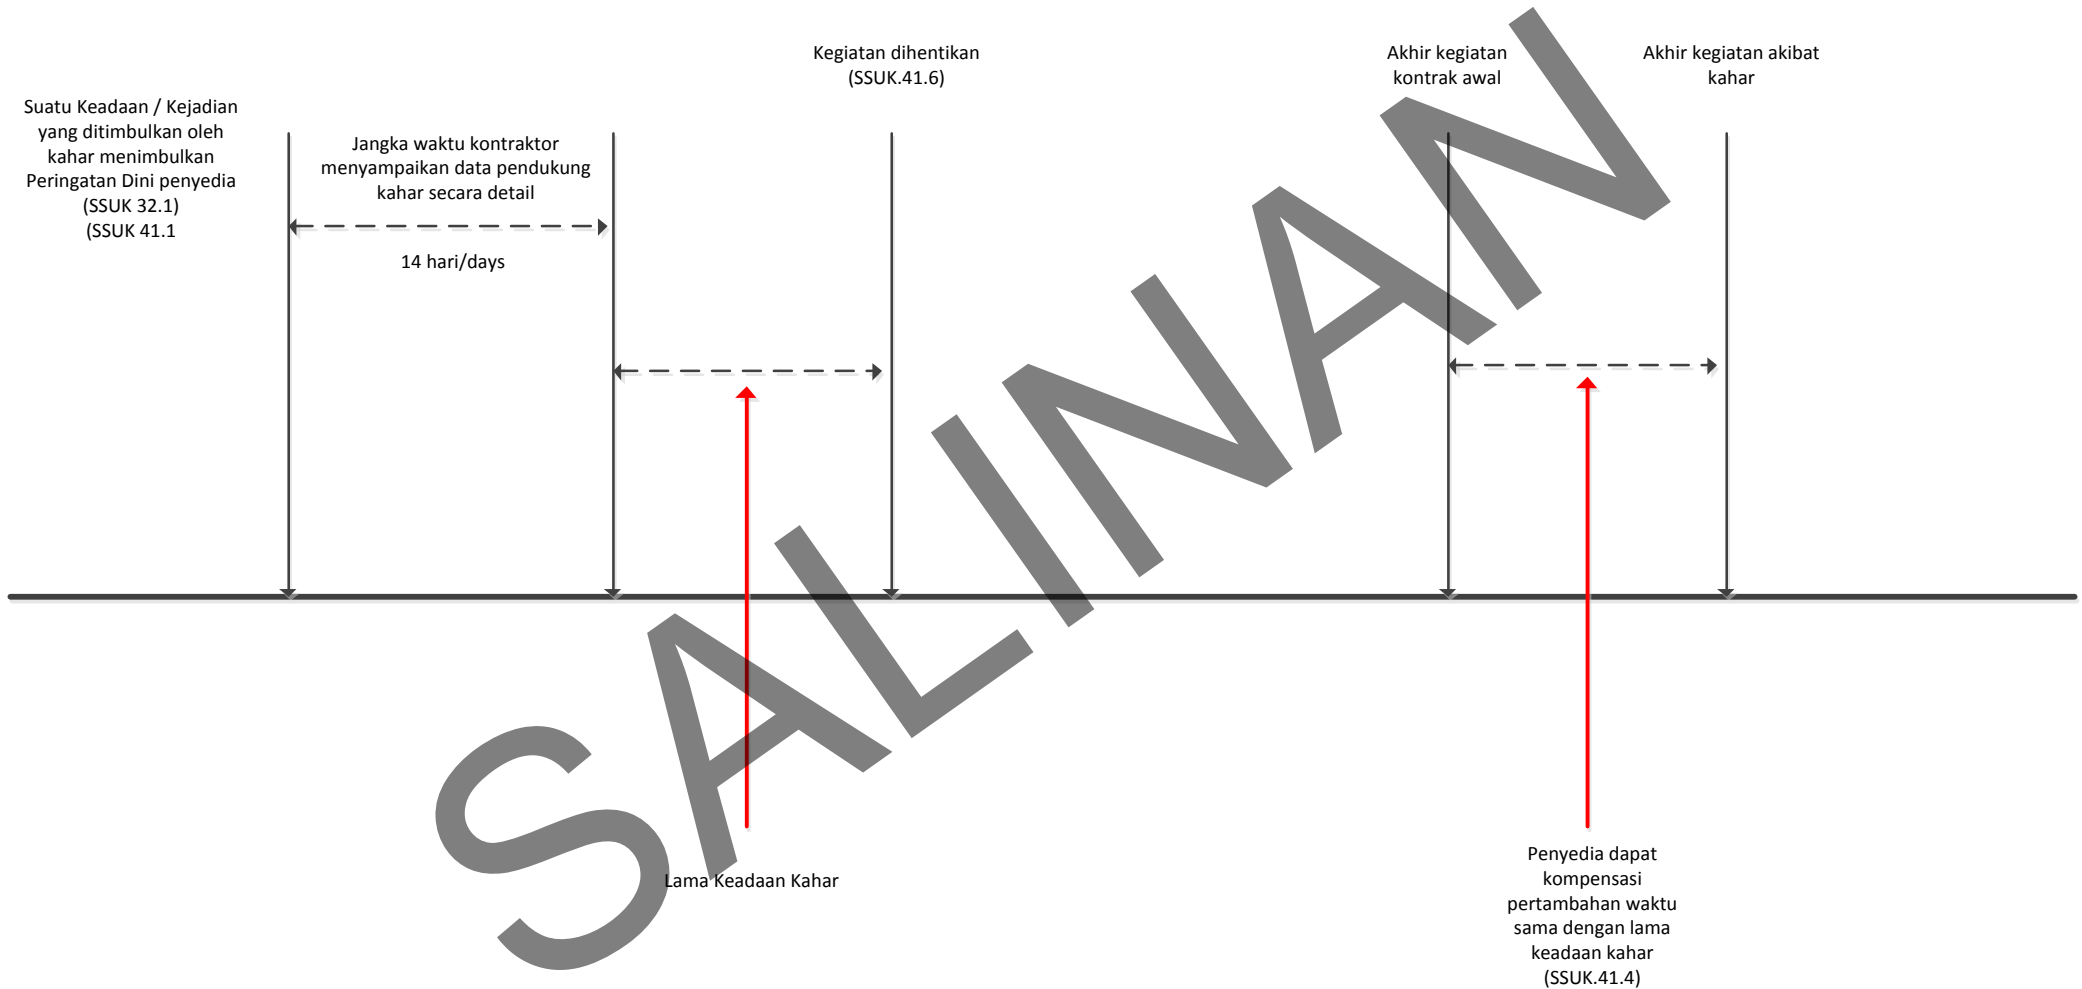 Suatu Keadaan / Kejadian
yang ditimbulkan oleh
kahar menimbulkan
Peringatan Dini penyedia
(SSUK 32.1)
(SSUK 41.1
Jangka waktu kontraktor
menyampaikan data pendukung
kahar secara detail
14 hari/days
Kegiatan dihentikan
(SSUK.41.6)
Akhir kegiatan
kontrak awal
Akhir kegiatan akibat
kahar
Lama Keadaan Kahar
Penyedia dapat
kompensasi
pertambahan waktu
sama dengan lama
keadaan kahar
(SSUK.41.4)
SALINAN